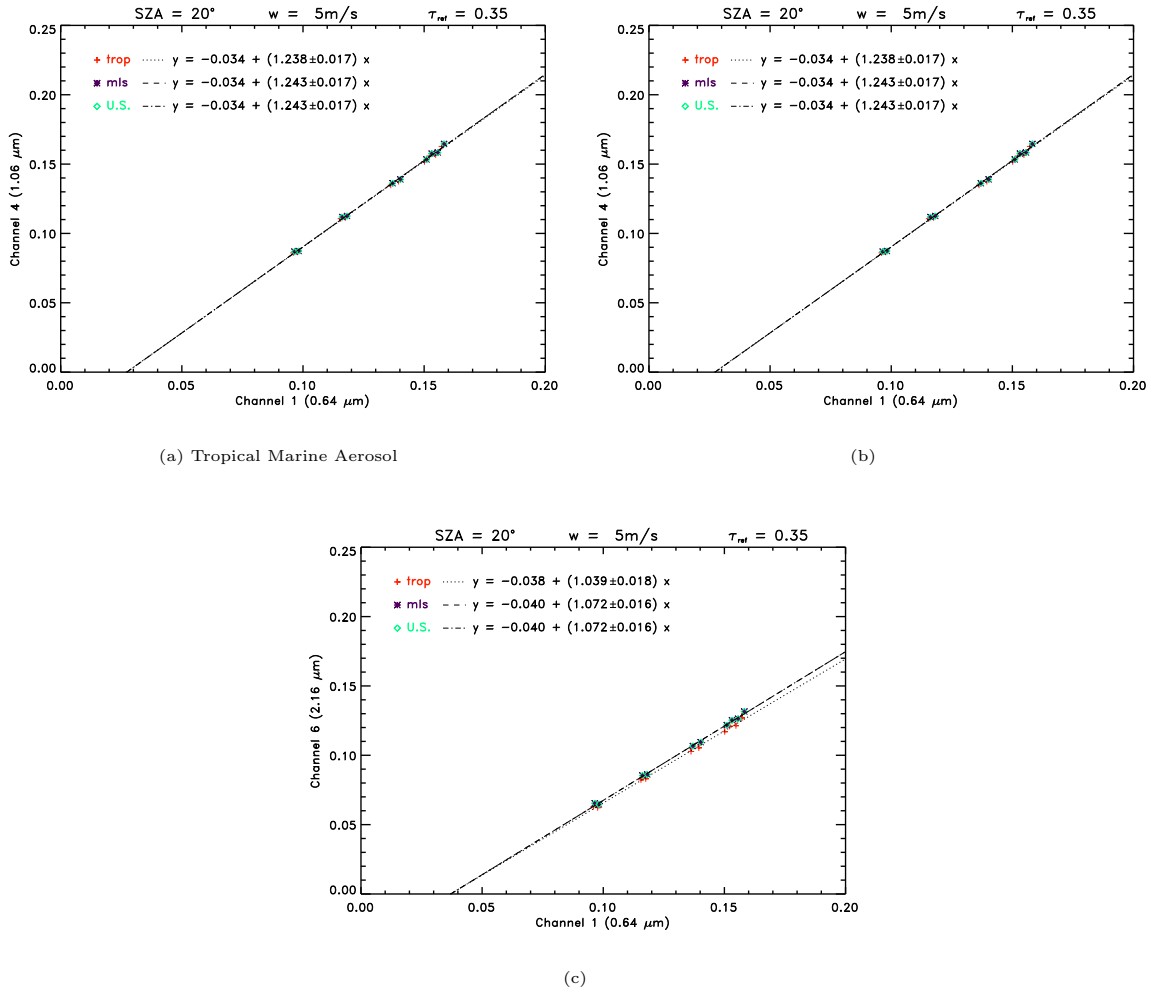 SZA = 20° w = 5m/s τref = 0.35
0.25
0.20
0.15
0.10
0.05
0.00
Channel 4 (1.06 μm)
trop y = −0.034 + (1.238±0.017) x
mls y = −0.034 + (1.243±0.017) x
U.S. y = −0.034 + (1.243±0.017) x
0.00 0.05 0.10 0.15 0.20
Channel 1 (0.64 μm)
(a) Tropical Marine Aerosol
SZA = 20° w = 5m/s τref = 0.35
0.25
0.20
0.15
0.10
0.05
0.00
Channel 4 (1.06 μm)
trop y = −0.034 + (1.238±0.017) x
mls y = −0.034 + (1.243±0.017) x
U.S. y = −0.034 + (1.243±0.017) x
0.00 0.05 0.10 0.15 0.20
Channel 1 (0.64 μm)
(b)
SZA = 20° w = 5m/s τref = 0.35
0.25
0.20
0.15
0.10
0.05
0.00
Channel 6 (2.16 μm)
trop y = −0.038 + (1.039±0.018) x
mls y = −0.040 + (1.072±0.016) x
U.S. y = −0.040 + (1.072±0.016) x
0.00 0.05 0.10 0.15 0.20
Channel 1 (0.64 μm)
(c)